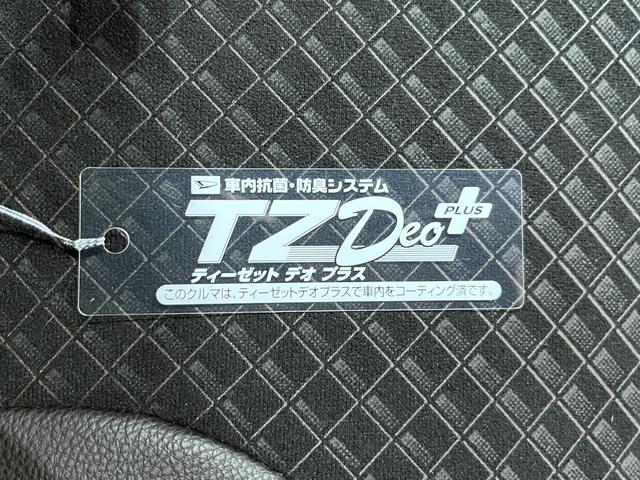 車内抗菌・防臭システム
TZ Deo PLUS
ティーゼット デオ プラス
このクルマは、ティーゼットデオプラスで車内をコーティング済です。